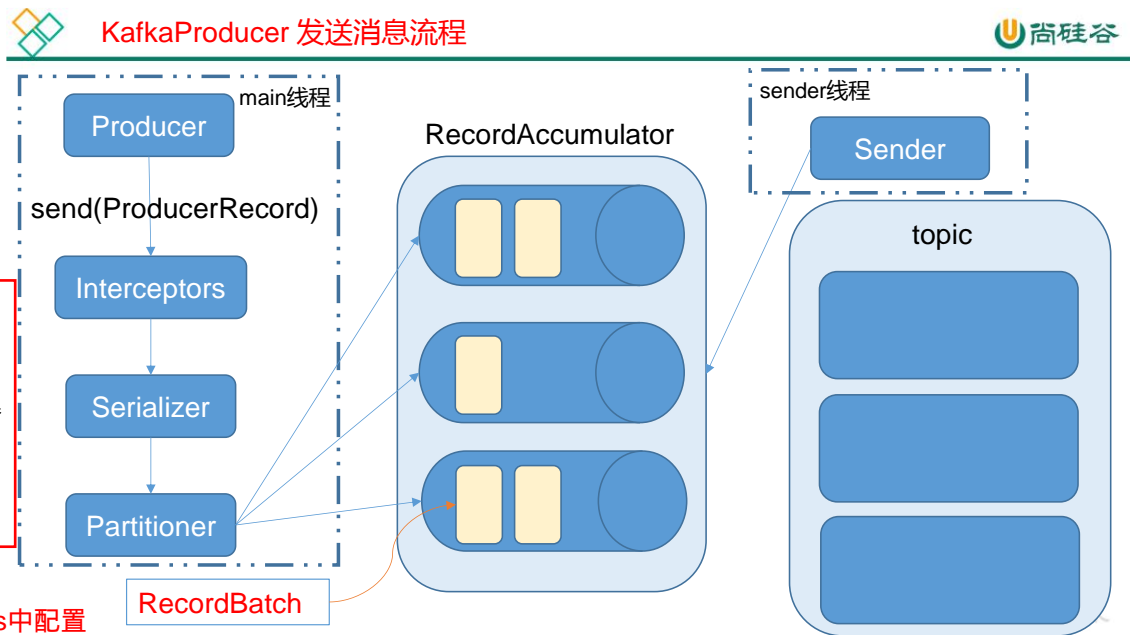 KafkaProducer 发送消息流程
尚硅谷
main线程
Producer
send(ProducerRecord)
Interceptors
Serializer
Partitioner
RecordAccumulator
RecordBatch
sender线程
Sender
topic
s中配置